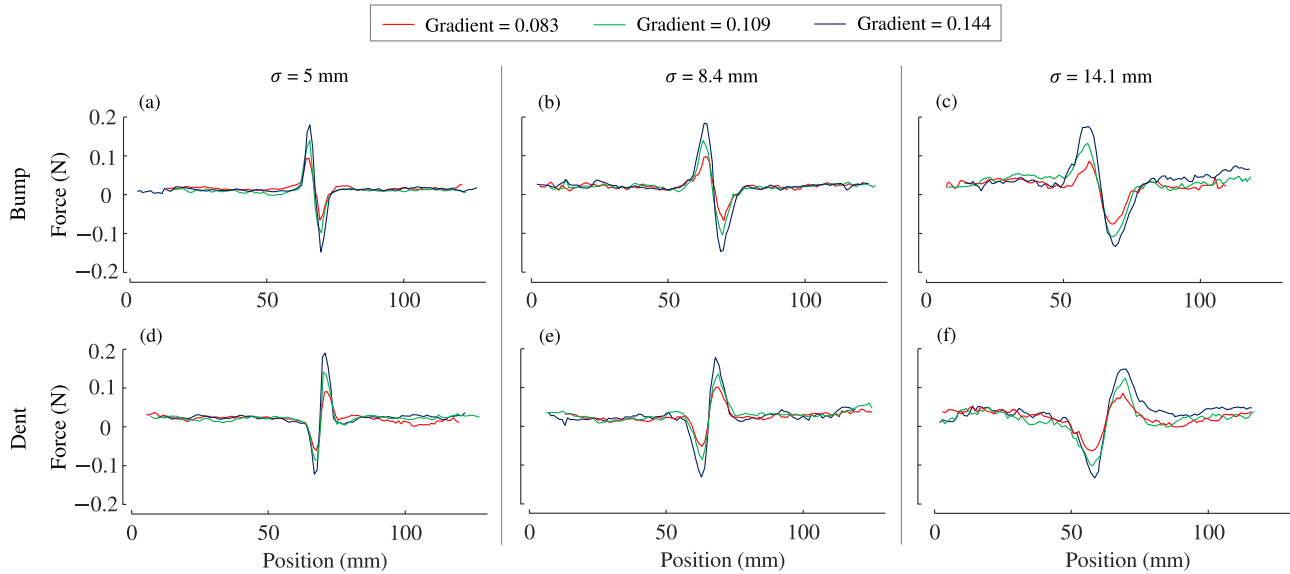 Gradient = 0.083 Gradient = 0.109 Gradient = 0.144
σ = 5 mm σ = 8.4 mm σ = 14.1 mm
(a) (b) (c)
Bump
Force (N)
0.2
0.1
0
−0.1
−0.2
0 50 100 0 50 100 0 50 100
(d) (e) (f)
Dent
Force (N)
0.2
0.1
0
−0.1
−0.2
0 50 100 0 50 100 0 50 100
Position (mm) Position (mm) Position (mm)